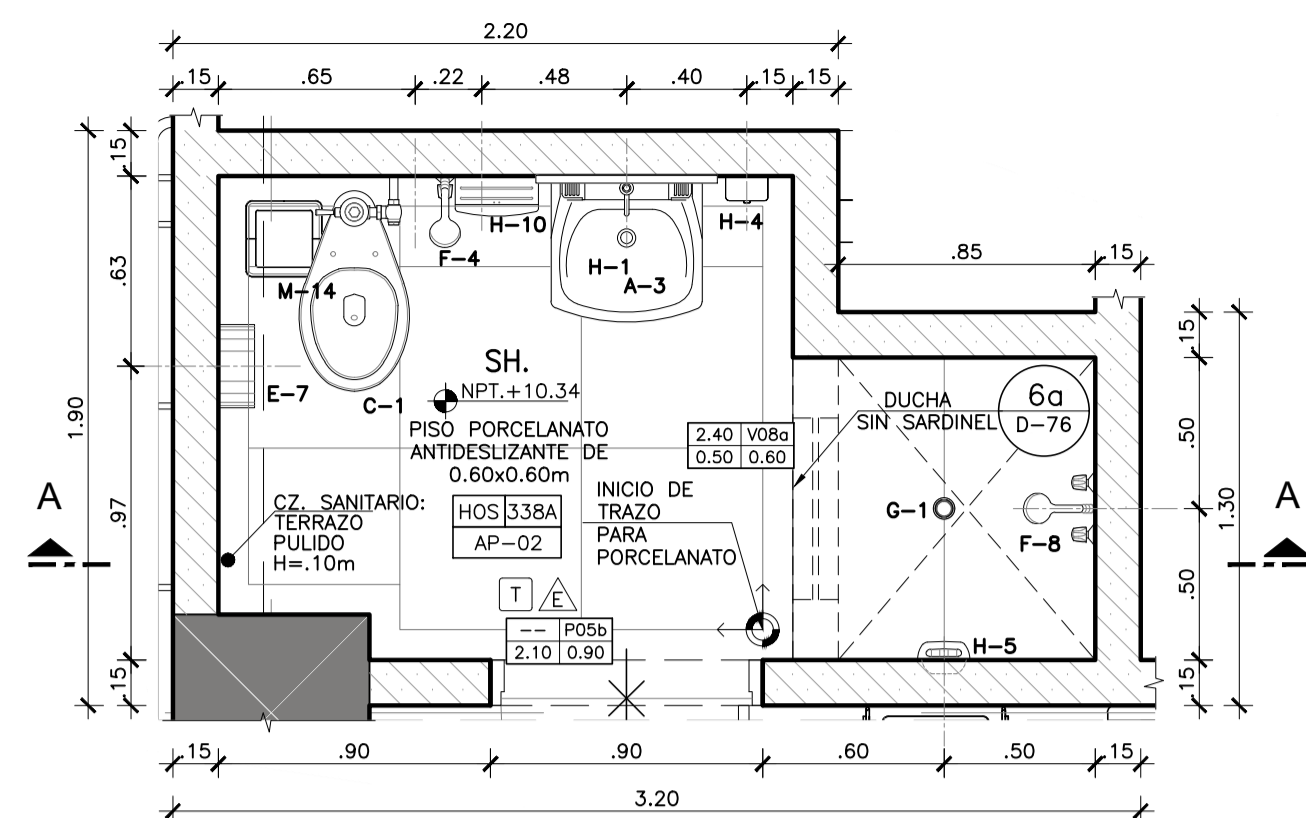 2.20
.15 .65 .22 .48 .40 .15 .15
.15
.63
.97
.15
1.90
M-14
C-1
E-7
F-4
H-10
H-1
A-3
H-4
.85 .15
SH.
NPT.+10.34
PISO PORCELANATO
ANTIDESLIZANTE DE
0.60x0.60m
HOS 338A
AP-02
CZ. SANITARIO:
TERRAZO
PULIDO
H=.10m
INICIO DE
TRAZO
PARA
PORCELANATO
2.40 V08a
0.50 0.60
DUCHA
SIN SARDINEL
6a
D-76
G-1
F-8
H-5
T
E
-- P05b
2.10 0.90
A
A
.15
.50
.50
.15
1.30
.15 .90 .90 .60 .50 .15
3.20